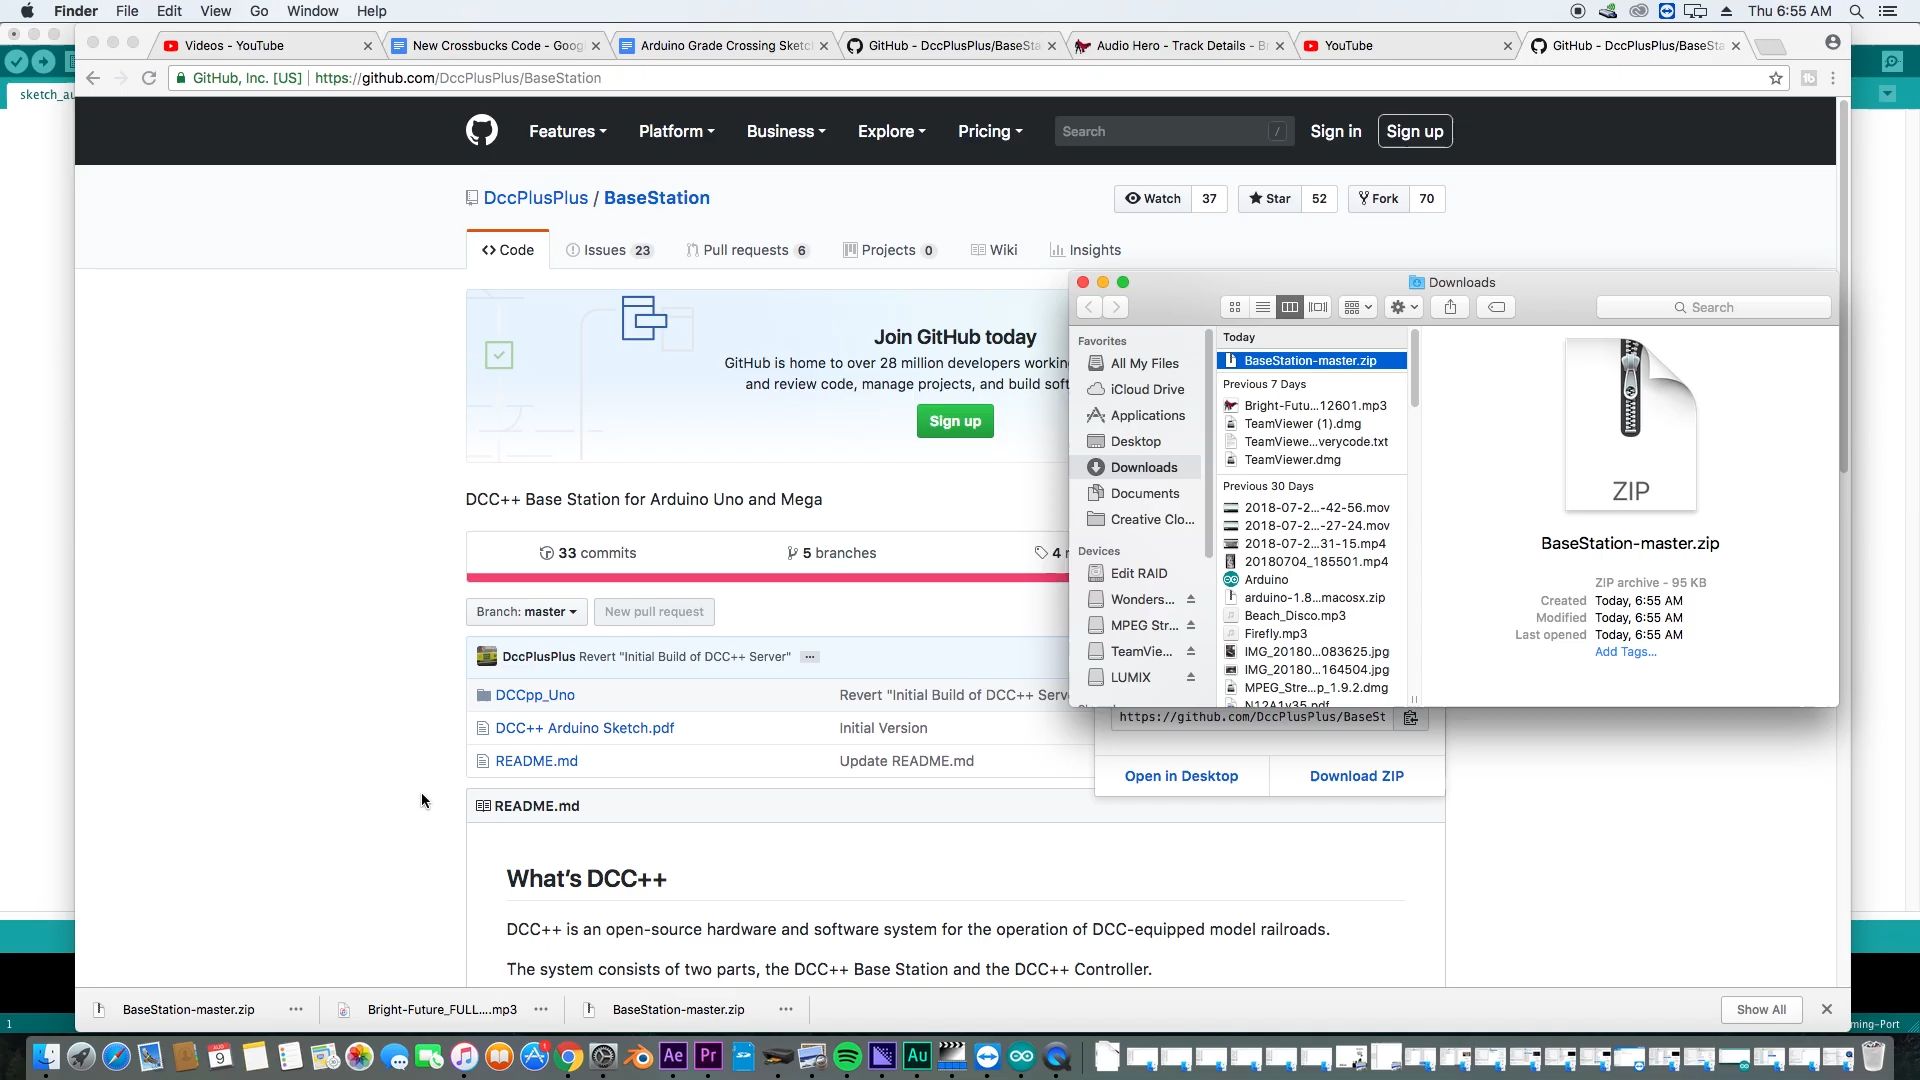 Finder File Edit View Go Window Help Thu 6:55 AM
Videos - YouTube
New Crossbucks Code - Goog
Arduino Grade Crossing Sketc
GitHub - DccPlusPlus/BaseSta
Audio Hero - Track Details - B
YouTube
GitHub - DccPlusPlus/BaseSta
GitHub, Inc. [US] https://github.com/DccPlusPlus/BaseStation
sketch_au
Features Platform Business Explore Pricing Search / Sign in Sign up
DccPlusPlus / BaseStation
Watch 37 Star 52 Fork 70
Code Issues 23 Pull requests 6 Projects 0 Wiki Insights
Join GitHub today
GitHub is home to over 28 million developers workin
and review code, manage projects, and build sof
Sign up
DCC++ Base Station for Arduino Uno and Mega
33 commits 5 branches 4
Branch: master New pull request
DccPlusPlus Revert "Initial Build of DCC++ Server" ...
DCCpp_Uno Revert "Initial Build of DCC++ Serv
DCC++ Arduino Sketch.pdf Initial Version
README.md Update README.md
README.md
What's DCC++
DCC++ is an open-source hardware and software system for the operation of DCC-equipped model railroads.
The system consists of two parts, the DCC++ Base Station and the DCC++ Controller.
https://github.com/DccPlusPlus/BaseSt
Open in Desktop Download ZIP
Downloads
Search
Favorites
All My Files
iCloud Drive
Applications
Desktop
Downloads
Documents
Creative Clo...
Devices
Edit RAID
Wonders...
MPEG Str...
TeamVie...
LUMIX
Today
BaseStation-master.zip
Previous 7 Days
Bright-Futu...12601.mp3
TeamViewer (1).dmg
TeamViewe...verycode.txt
TeamViewer.dmg
Previous 30 Days
2018-07-2...-42-56.mov
2018-07-2...-27-24.mov
2018-07-2...31-15.mp4
20180704_185501.mp4
Arduino
arduino-1.8...macosx.zip
Beach_Disco.mp3
Firefly.mp3
IMG_20180...083625.jpg
IMG_20180...164504.jpg
MPEG_Stre...p_1.9.2.dmg
N12A1v35.pdf
ZIP
BaseStation-master.zip
ZIP archive - 95 KB
Created Today, 6:55 AM
Modified Today, 6:55 AM
Last opened Today, 6:55 AM
Add Tags...
BaseStation-master.zip ... Bright-Future_FULL....mp3 ... BaseStation-master.zip ... Show All
1 ming-Port
AUG
9
Ae Pr Au